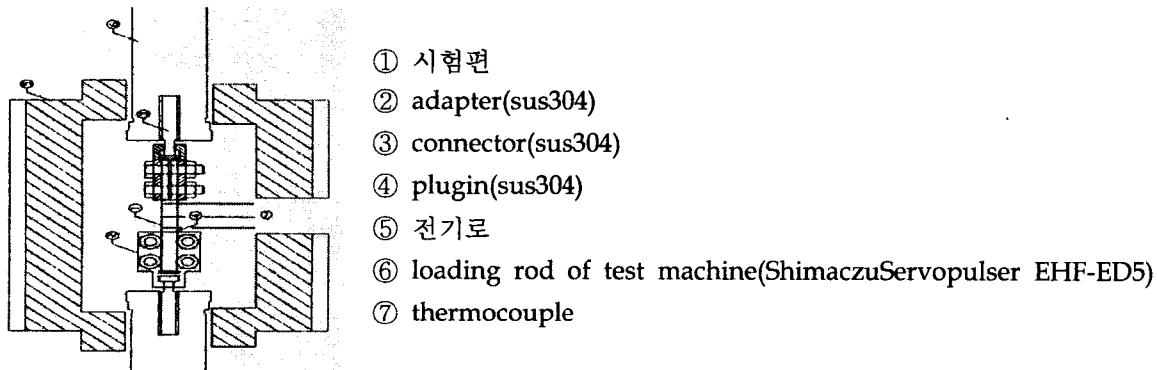 ① 시험편
② adapter(sus304)
③ connector(sus304)
④ plugin(sus304)
⑤ 전기로
⑥ loading rod of test machine(ShimaczuServopulser EHF-ED5)
⑦ thermocouple